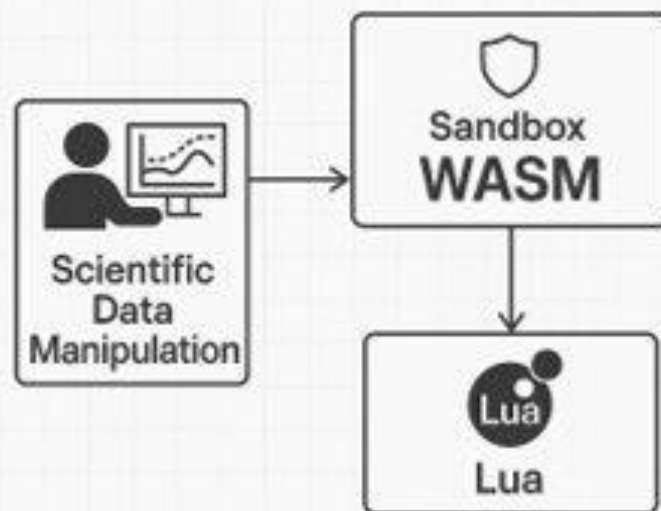 Scientific
Data
Manipulation
Sandbox
WASM
Lua
Lua